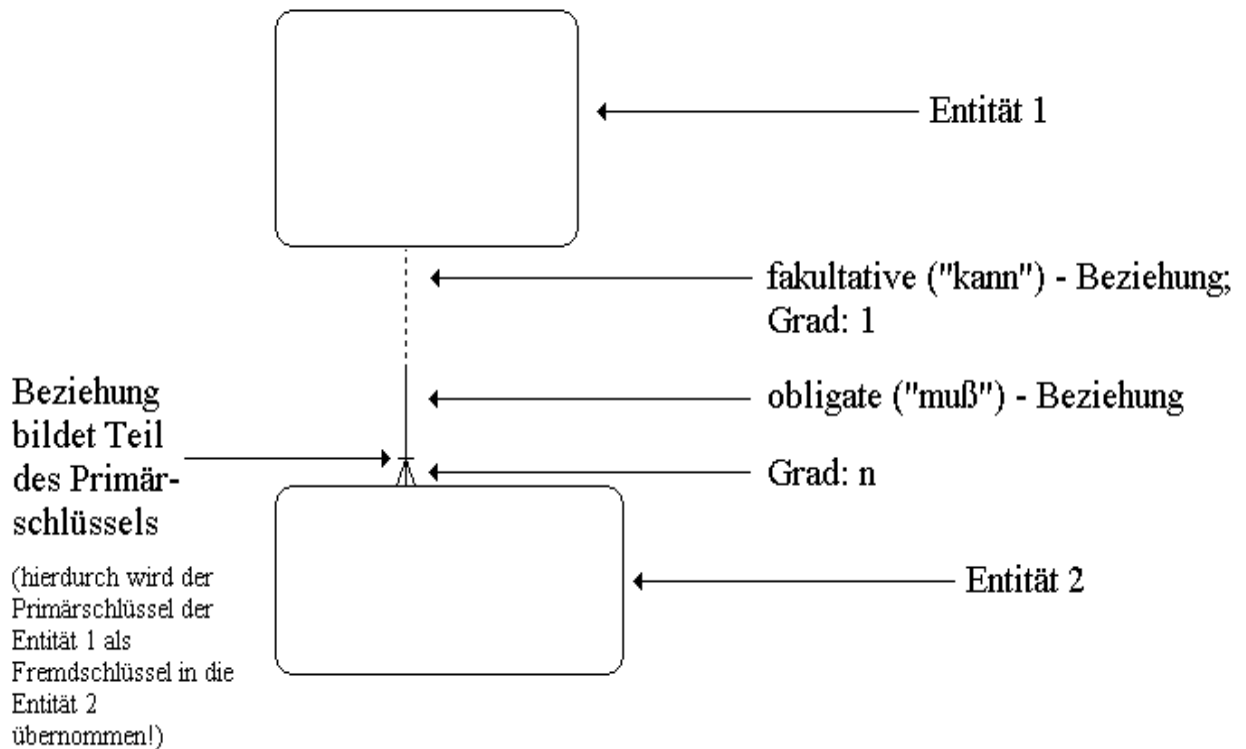 Entität 1
fakultative ("kann") - Beziehung;
Grad: 1
obligate ("muß") - Beziehung
Beziehung
bildet Teil
des Primär-
schlüssels
Grad: n
(hierdurch wird der
Primärschlüssel der
Entität 1 als
Fremdschlüssel in die
Entität 2
übernommen!)
Entität 2